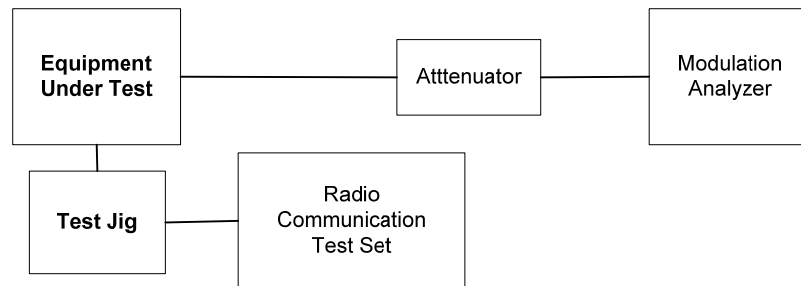 Equipment
Under Test
Atttenuator
Modulation
Analyzer
Test Jig
Radio
Communication
Test Set